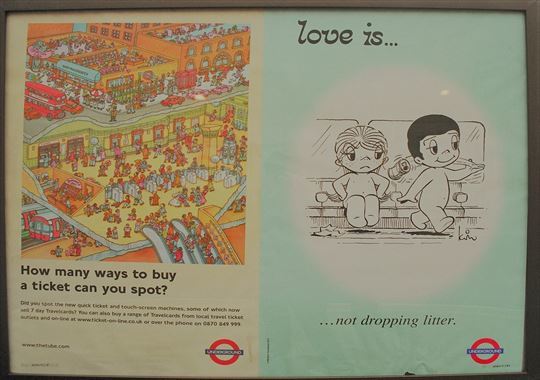 How many ways to buy
a ticket can you spot?
Did you spot the new quick ticket and touch-screen machines, some of which now
sell 7 day Travelcards? You can also buy a range of Travelcards from local travel ticket
outlets and on-line at www.ticket-on-line.co.uk or over the phone on 0870 849 999.
www.thetube.com
UNDERGROUND
love is...
kim
...not dropping litter.
UNDERGROUND